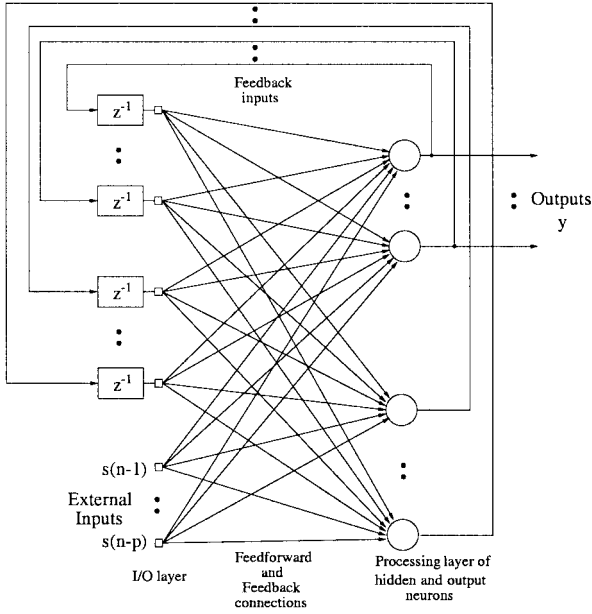 Feedback
inputs
z⁻¹
z⁻¹
z⁻¹
z⁻¹
Outputs
y
s(n-1)
External
Inputs
s(n-p)
I/O layer
Feedforward
and
Feedback
connections
Processing layer of
hidden and output
neurons